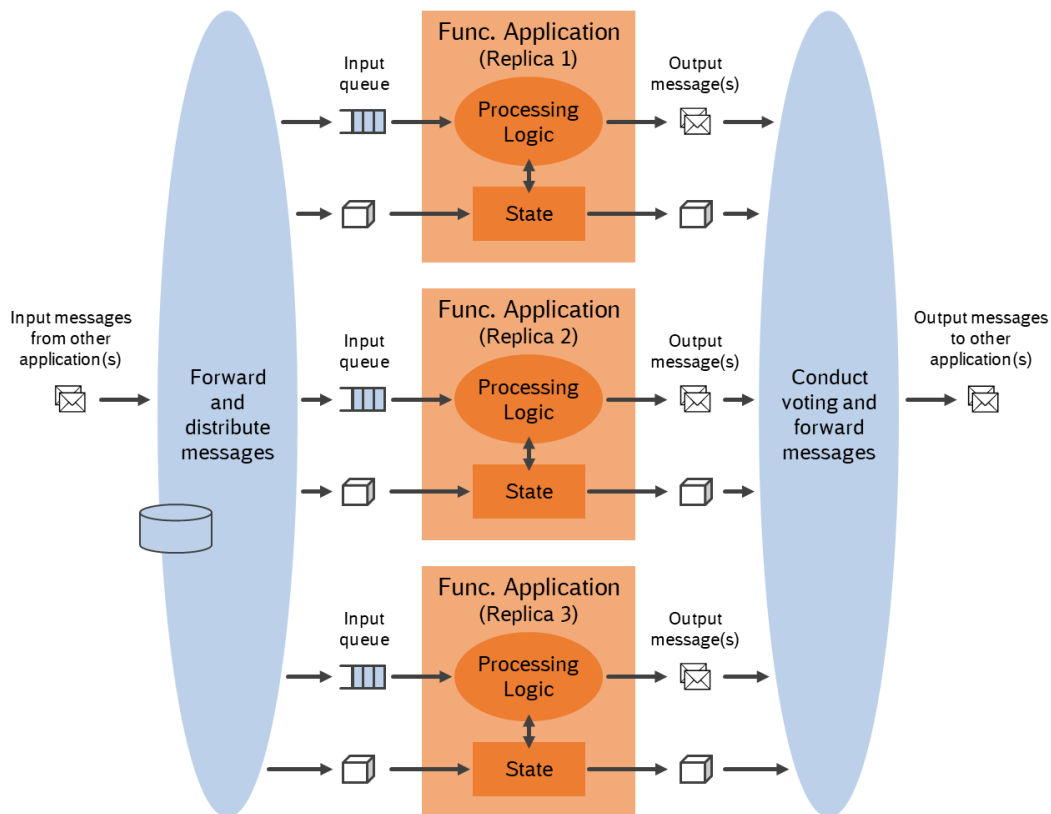 Func. Application
(Replica 1)
Input
queue
Output
message(s)
Processing
Logic
State
Func. Application
(Replica 2)
Input messages
from other
application(s)
Input
queue
Output
message(s)
Output messages
to other
application(s)
Forward
and
distribute
messages
Processing
Logic
Conduct
voting and
forward
messages
State
Func. Application
(Replica 3)
Input
queue
Output
message(s)
Processing
Logic
State